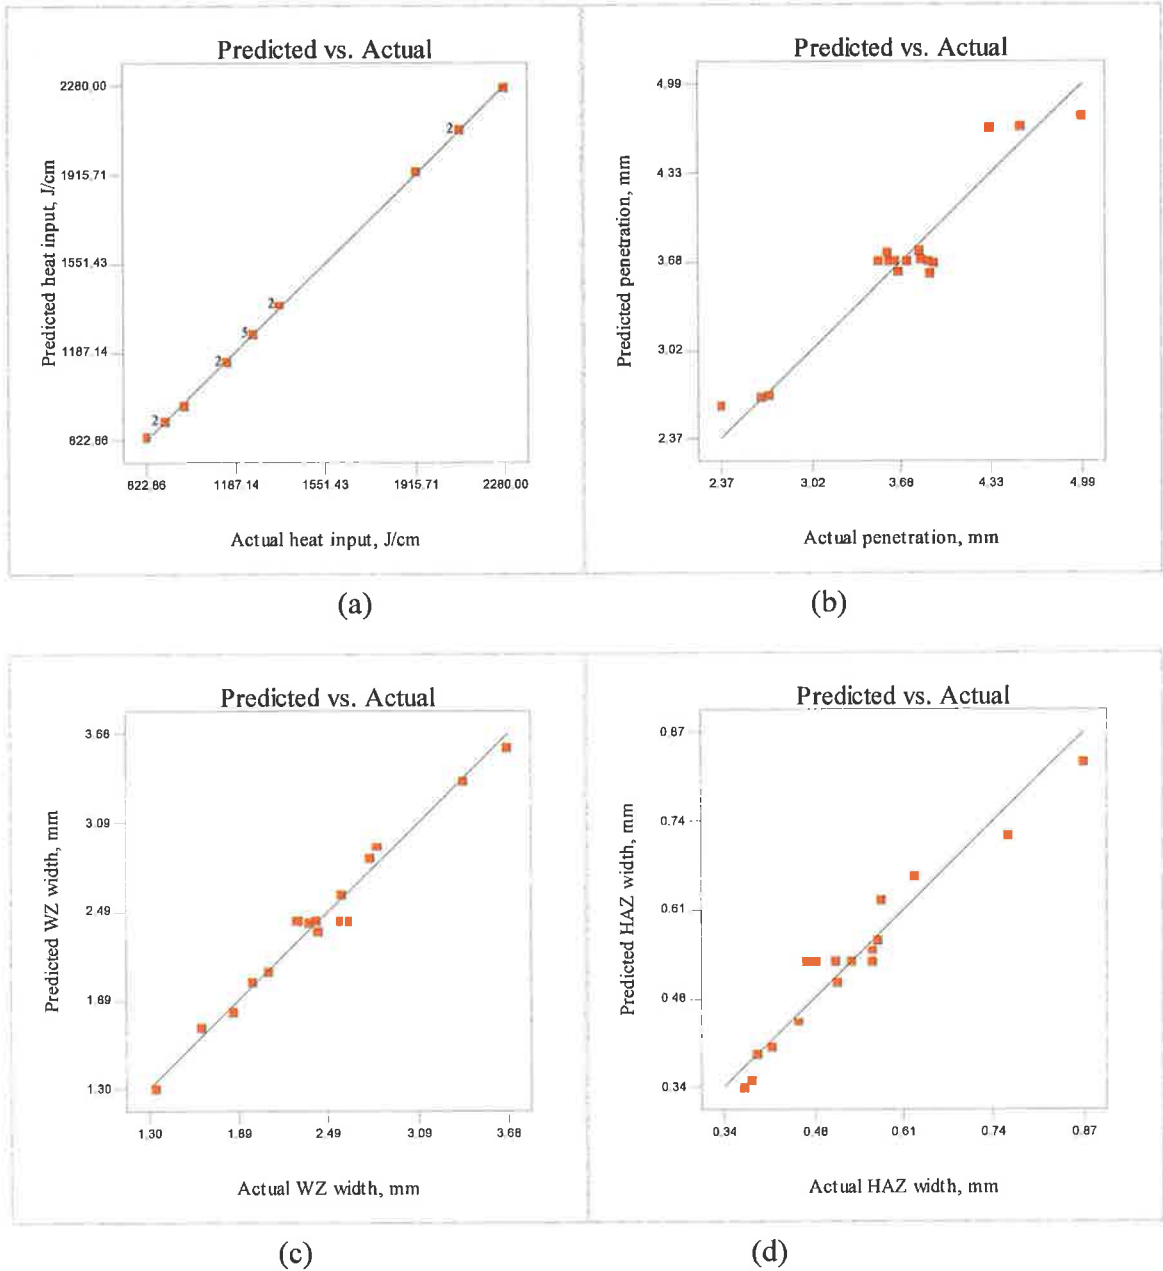 Predicted vs. Actual
2280.00
1915.71
1551.43
1187.14
822.86
Predicted heat input, J/cm
2
2
5
2
2
822.86 1187.14 1551.43 1915.71 2280.00
Actual heat input, J/cm
(a)
Predicted vs. Actual
4.99
4.33
3.68
3.02
2.37
Predicted penetration, mm
2.37 3.02 3.68 4.33 4.99
Actual penetration, mm
(b)
Predicted vs. Actual
3.66
3.09
2.49
1.89
1.30
Predicted WZ width, mm
1.30 1.89 2.49 3.09 3.68
Actual WZ width, mm
(c)
Predicted vs. Actual
0.87
0.74
0.61
0.48
0.34
Predicted HAZ width, mm
0.34 0.48 0.61 0.74 0.87
Actual HAZ width, mm
(d)